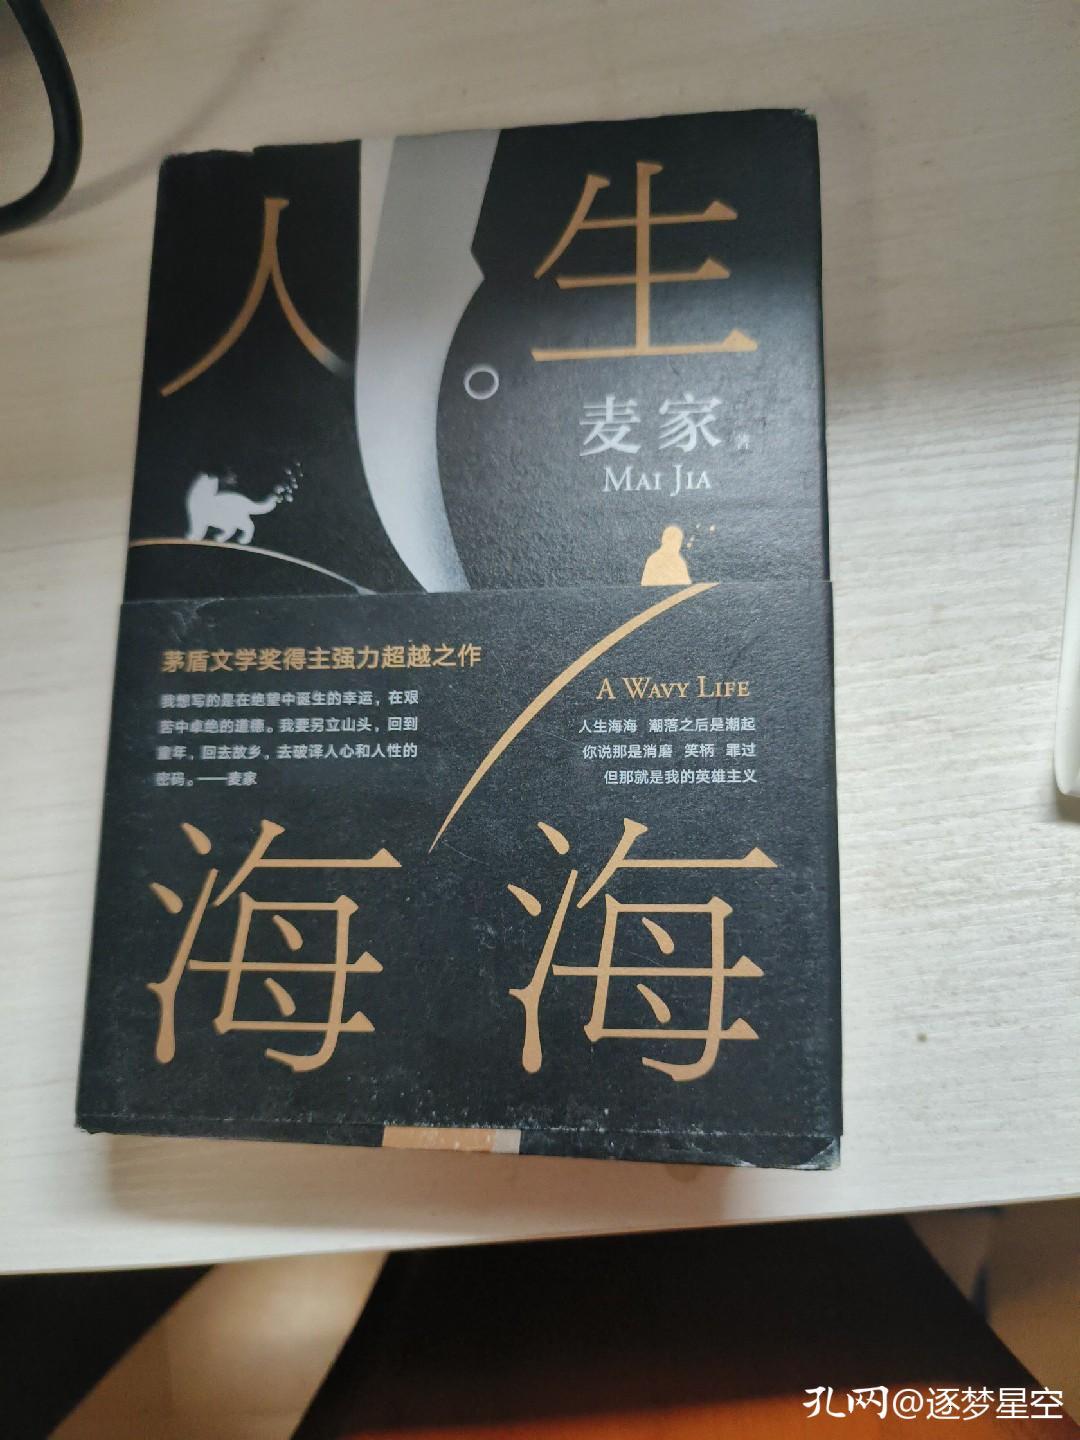 人生
麦家 著
MAI JIA
茅盾文学奖得主强力超越之作
我想写的是在绝望中诞生的幸运，在艰
苦中卓绝的道德。我要另立山头，回到
童年，回去故乡，去破译人心和人性的
密码。——麦家
A WAVY LIFE
人生海海 潮落之后是潮起
你说那是消磨 笑柄 罪过
但那就是我的英雄主义
海海
孔网@逐梦星空